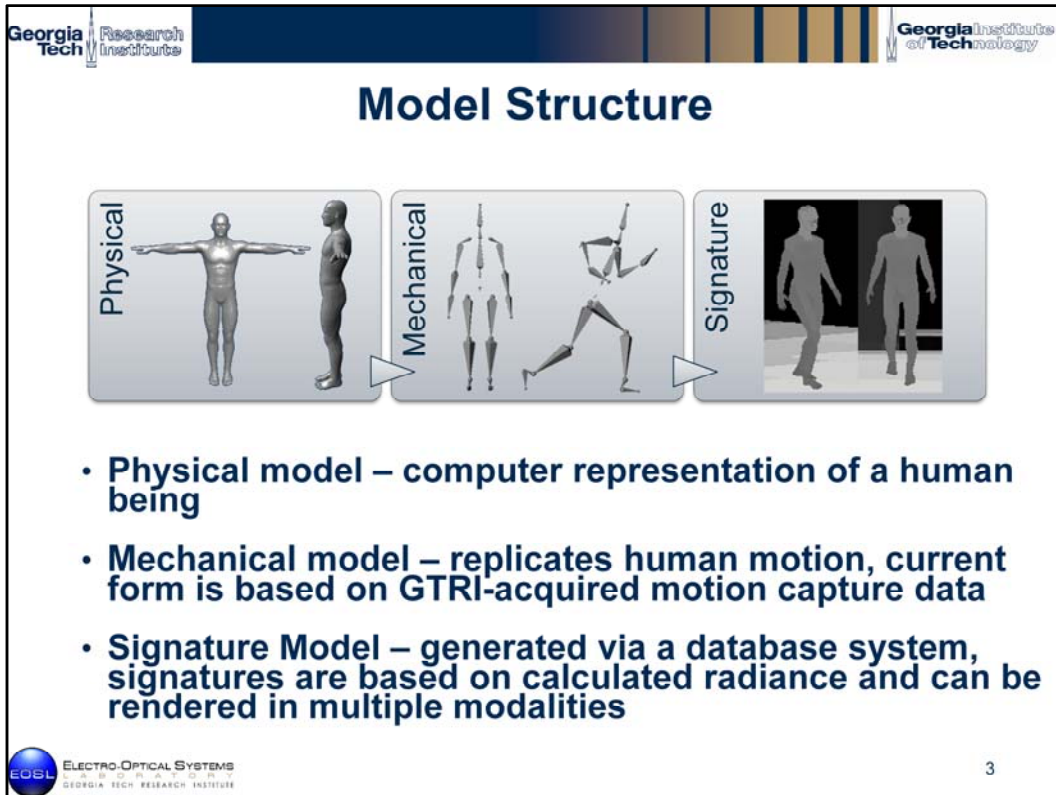 Georgia Research
Tech Institute
Georgia Institute
of Technology
Model Structure
Physical
Mechanical
Signature
• Physical model – computer representation of a human
being
• Mechanical model – replicates human motion, current
form is based on GTRI-acquired motion capture data
• Signature Model – generated via a database system,
signatures are based on calculated radiance and can be
rendered in multiple modalities
EOSL
ELECTRO-OPTICAL SYSTEMS
LABORATORY
GEORGIA TECH RESEARCH INSTITUTE
3